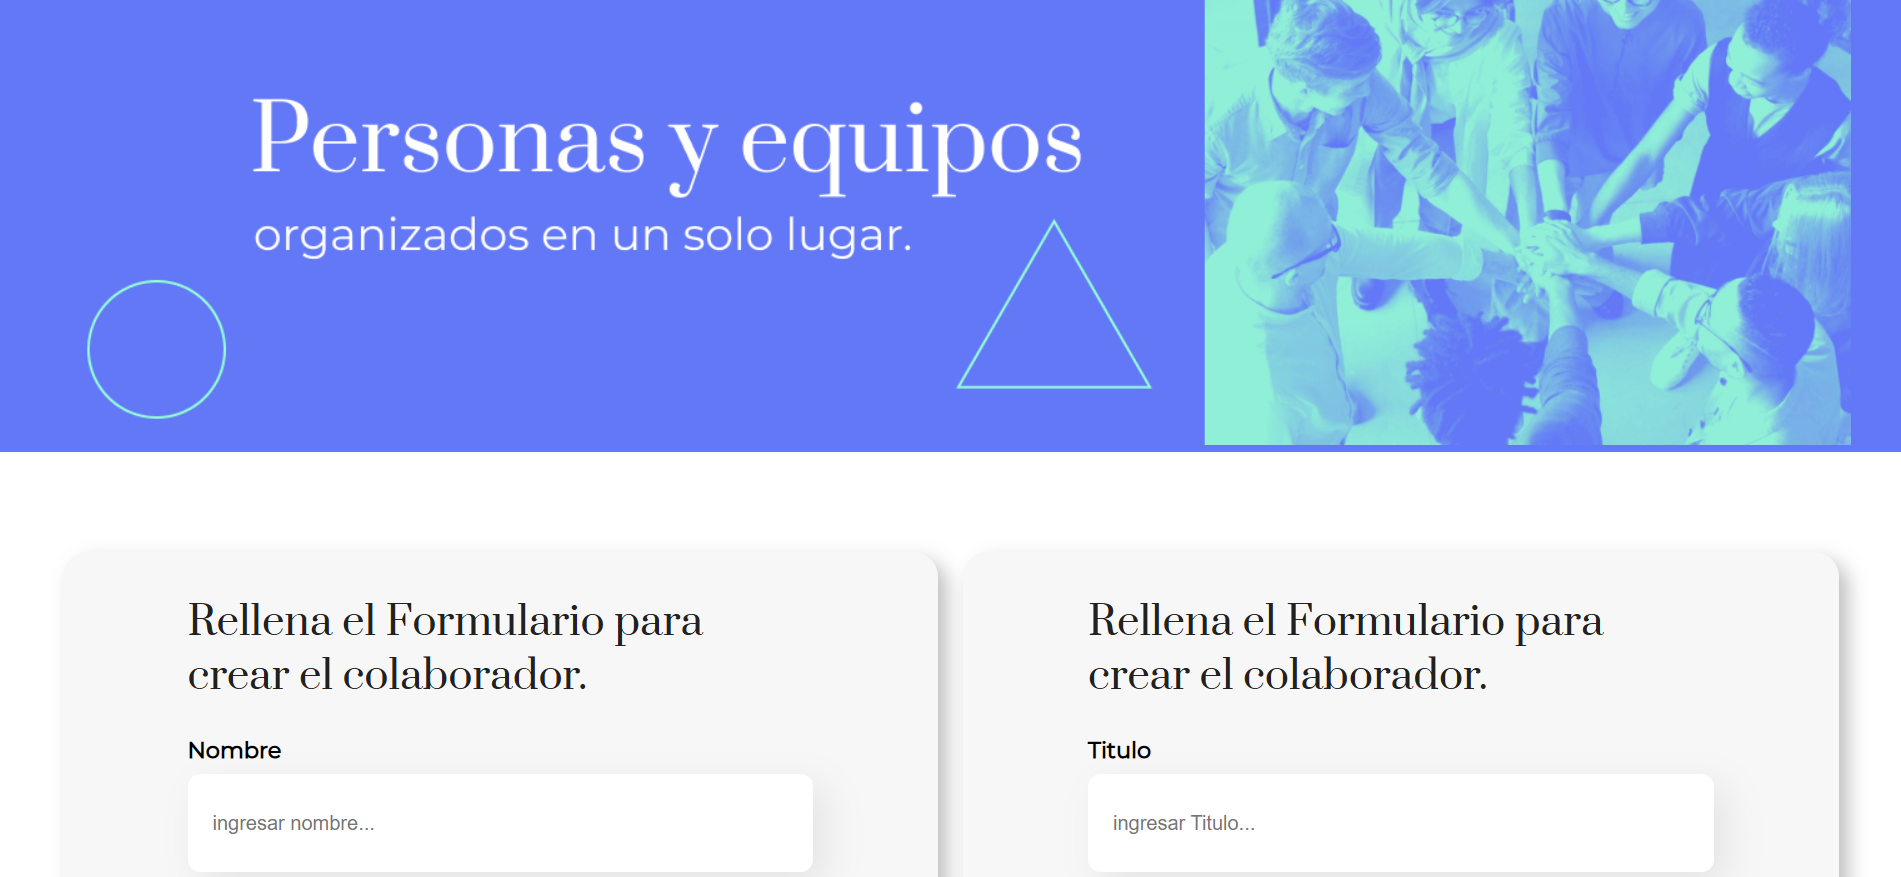 Personas y equipos
organizados en un solo lugar.
Rellena el Formulario para
crear el colaborador.
Nombre
ingresar nombre...
Rellena el Formulario para
crear el colaborador.
Titulo
ingresar Titulo...